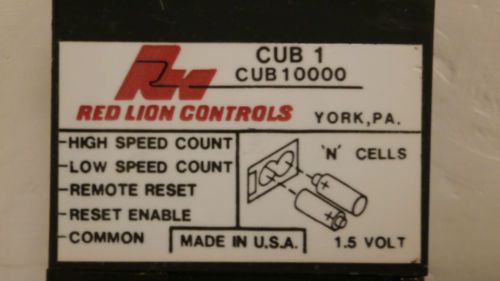 CUB 1
CUB10000
RED LION CONTROLS
YORK, PA.
-HIGH SPEED COUNT
-LOW SPEED COUNT
-REMOTE RESET
-RESET ENABLE
-COMMON
MADE IN U.S.A.
'N' CELLS
+
+
1.5 VOLT